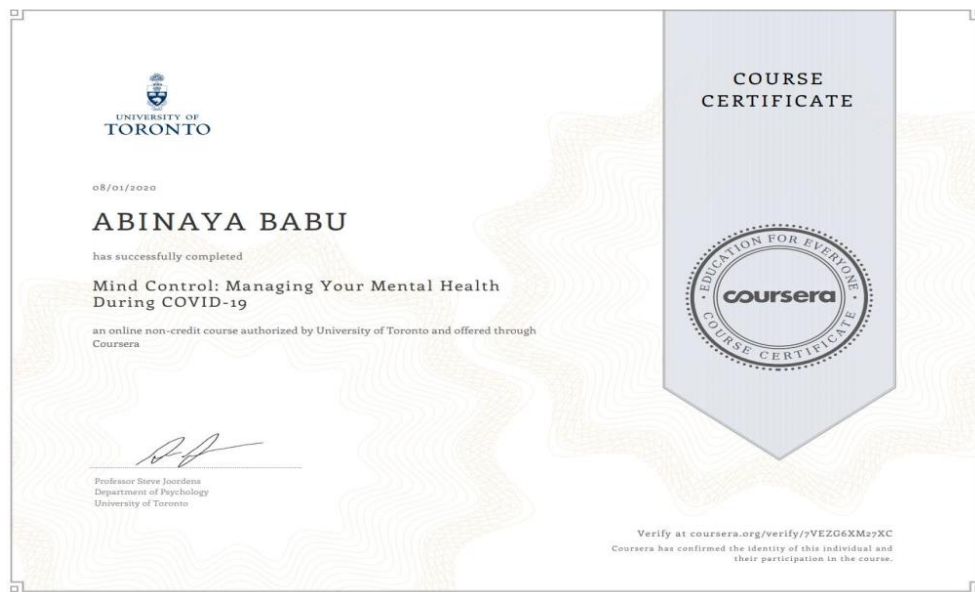 UNIVERSITY OF
TORONTO
08/01/2020
ABINAYA BABU
has successfully completed
Mind Control: Managing Your Mental Health
During COVID-19
an online non-credit course authorized by University of Toronto and offered through
Coursera
Professor Steve Joordens
Department of Psychology
University of Toronto
COURSE
CERTIFICATE
EDUCATION FOR EVERYONE
coursera
COURSE CERTIFICATE
Verify at coursera.org/verify/7VEZG6XM27XC
Coursera has confirmed the identity of this individual and
their participation in the course.